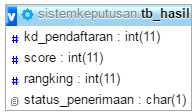 v sistemkeputusan.tb_hasil
# kd_pendaftaran : int(11)
# score : int(11)
# rangking : int(11)
status_penerimaan : char(1)